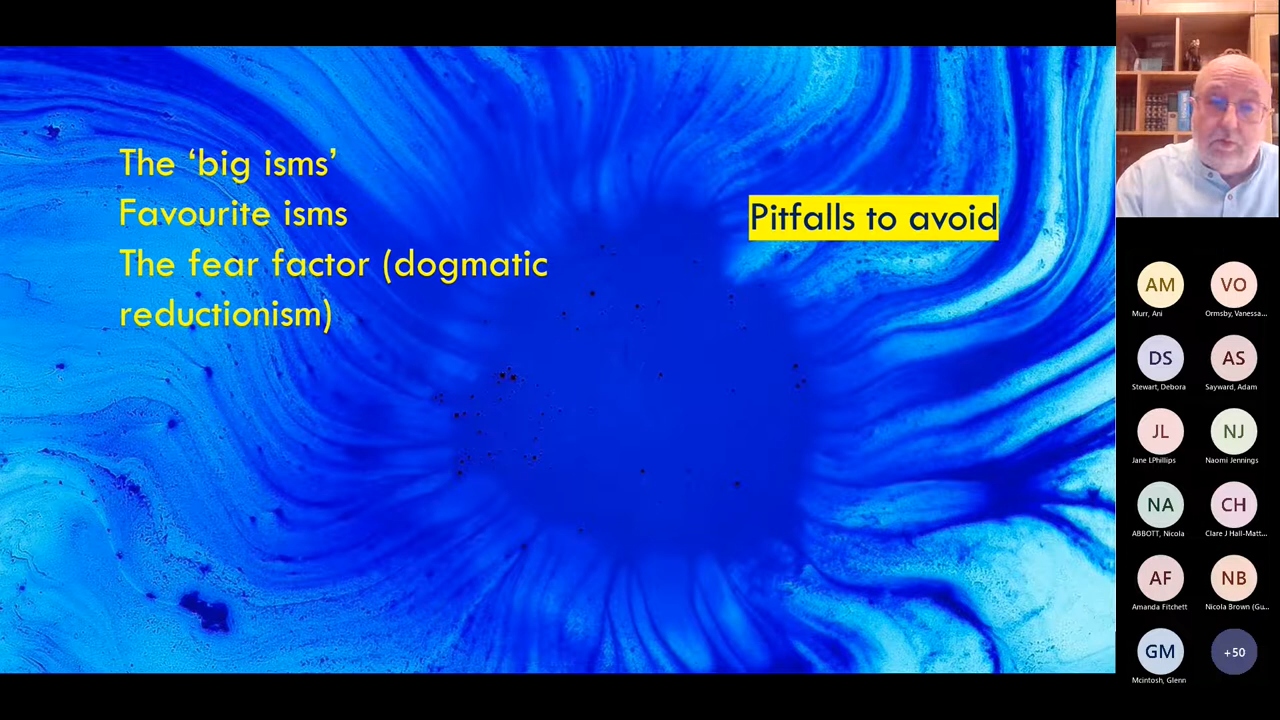 The ‘big isms’
Favourite isms
The fear factor (dogmatic
reductionism)
Pitfalls to avoid
AM
Murr, Ani
VO
Ormsby, Vanessa...
DS
Stewart, Debora
AS
Sayward, Adam
JL
Jane LPhillips
NJ
Naomi Jennings
NA
ABBOTT, Nicola
CH
Clare J Hall-Matt...
AF
Amanda Fitchett
NB
Nicola Brown (Gu...
GM
Mcintosh, Glenn
+50